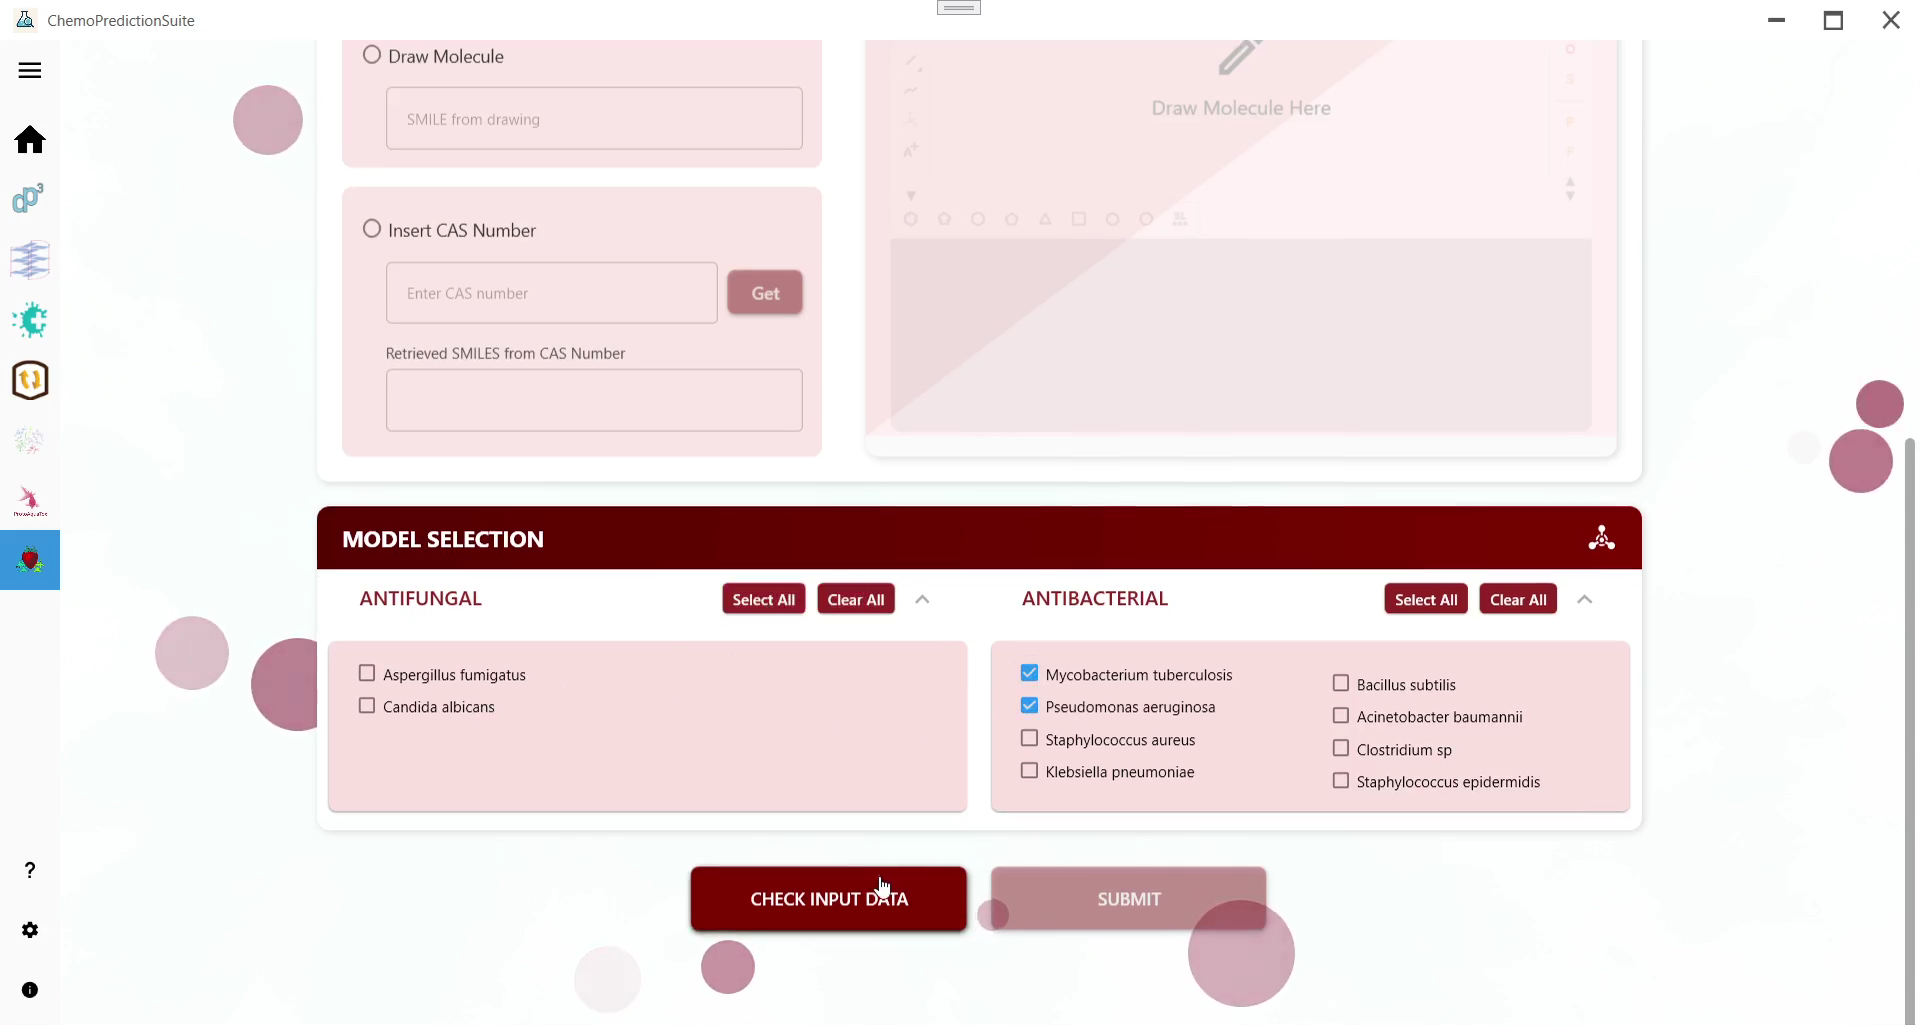 ChemoPredictionSuite
Draw Molecule
SMILE from drawing
Draw Molecule Here
Insert CAS Number
Enter CAS number
Get
Retrieved SMILES from CAS Number
MODEL SELECTION
ANTIFUNGAL
Select All
Clear All
Aspergillus fumigatus
Candida albicans
ANTIBACTERIAL
Select All
Clear All
Mycobacterium tuberculosis
Pseudomonas aeruginosa
Staphylococcus aureus
Klebsiella pneumoniae
Bacillus subtilis
Acinetobacter baumannii
Clostridium sp
Staphylococcus epidermidis
CHECK INPUT DATA
SUBMIT